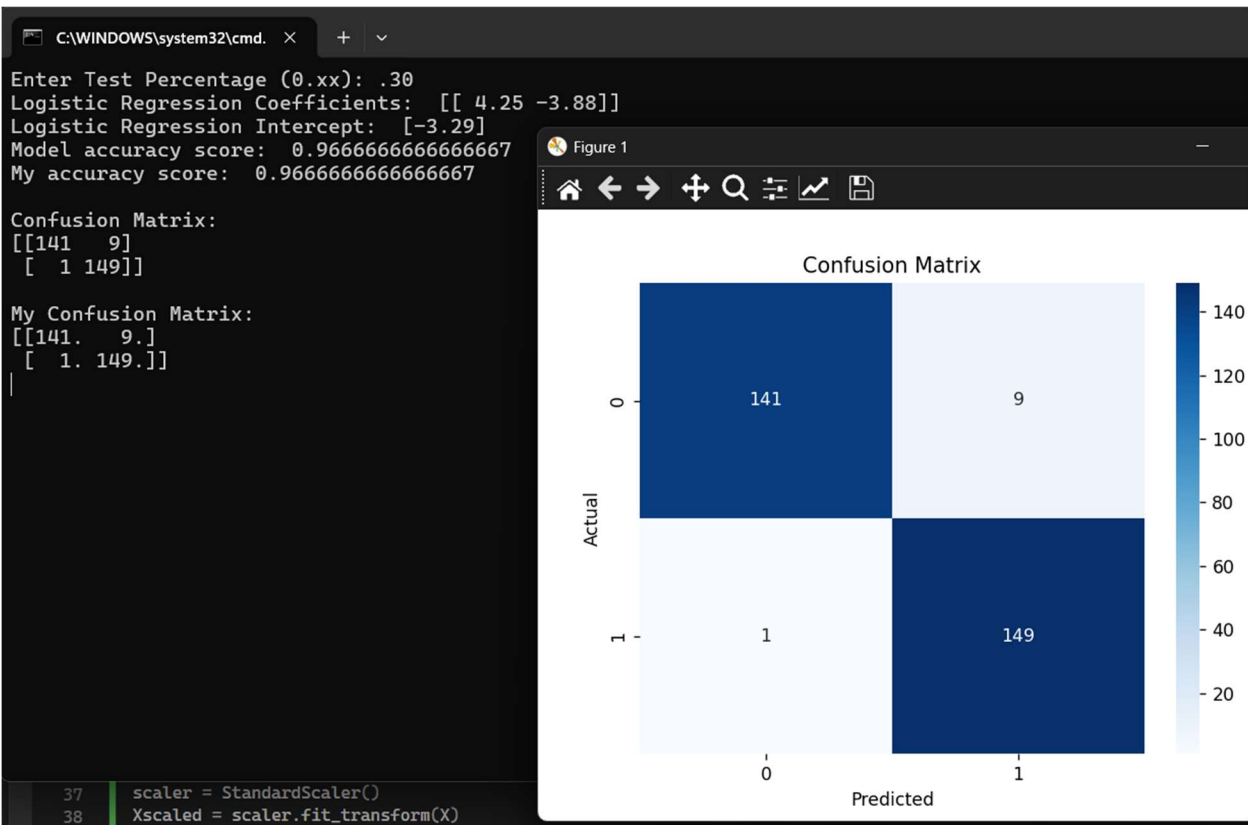 C:\WINDOWS\system32\cmd.
Enter Test Percentage (0.xx): .30
Logistic Regression Coefficients:  [[ 4.25 -3.88]]
Logistic Regression Intercept:  [-3.29]
Model accuracy score:  0.9666666666666667
My accuracy score:  0.9666666666666667
Confusion Matrix:
[[141   9]
 [  1 149]]
My Confusion Matrix:
[[141.   9.]
 [  1. 149.]]
Figure 1
Confusion Matrix
0
141
9
Actual
1
1
149
0
1
Predicted
140
120
100
80
60
40
20
37 scaler = StandardScaler()
38 Xscaled = scaler.fit_transform(X)